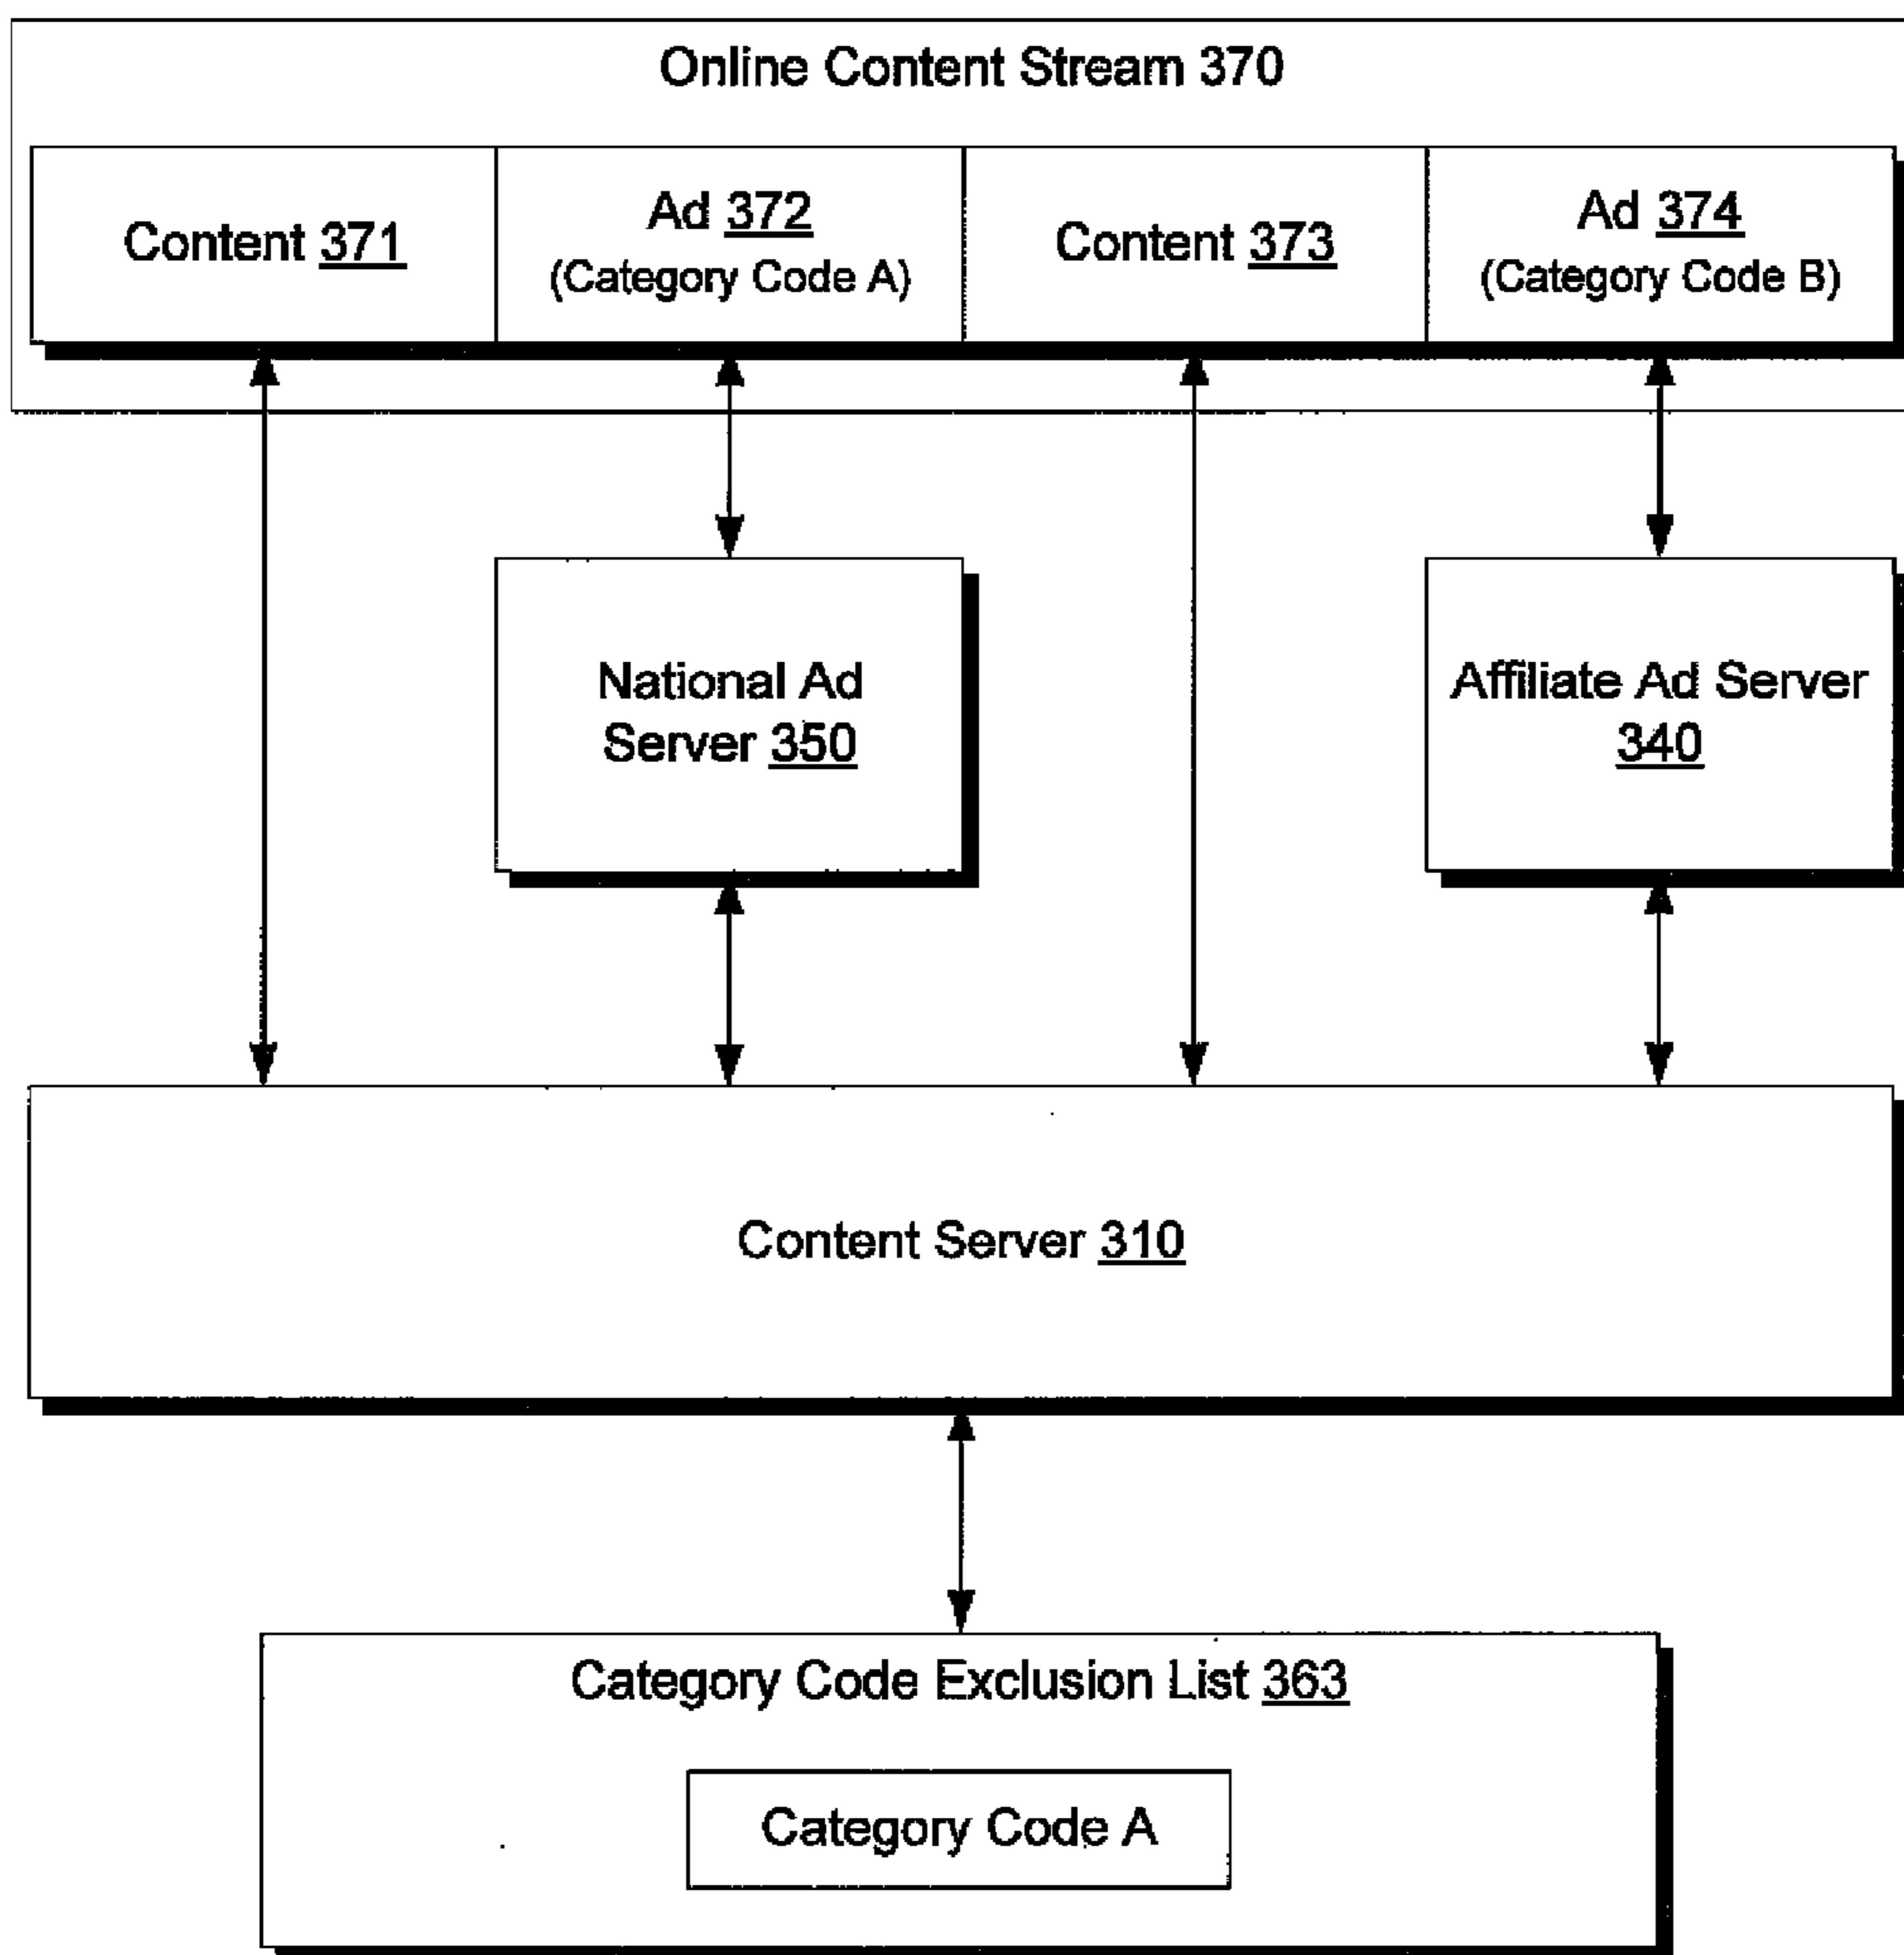 Online Content Stream 370
Content 371
Ad 372
(Category Code A)
Content 373
Ad 374
(Category Code B)
National Ad
Server 350
Affiliate Ad Server
340
Content Server 310
Category Code Exclusion List 363
Category Code A